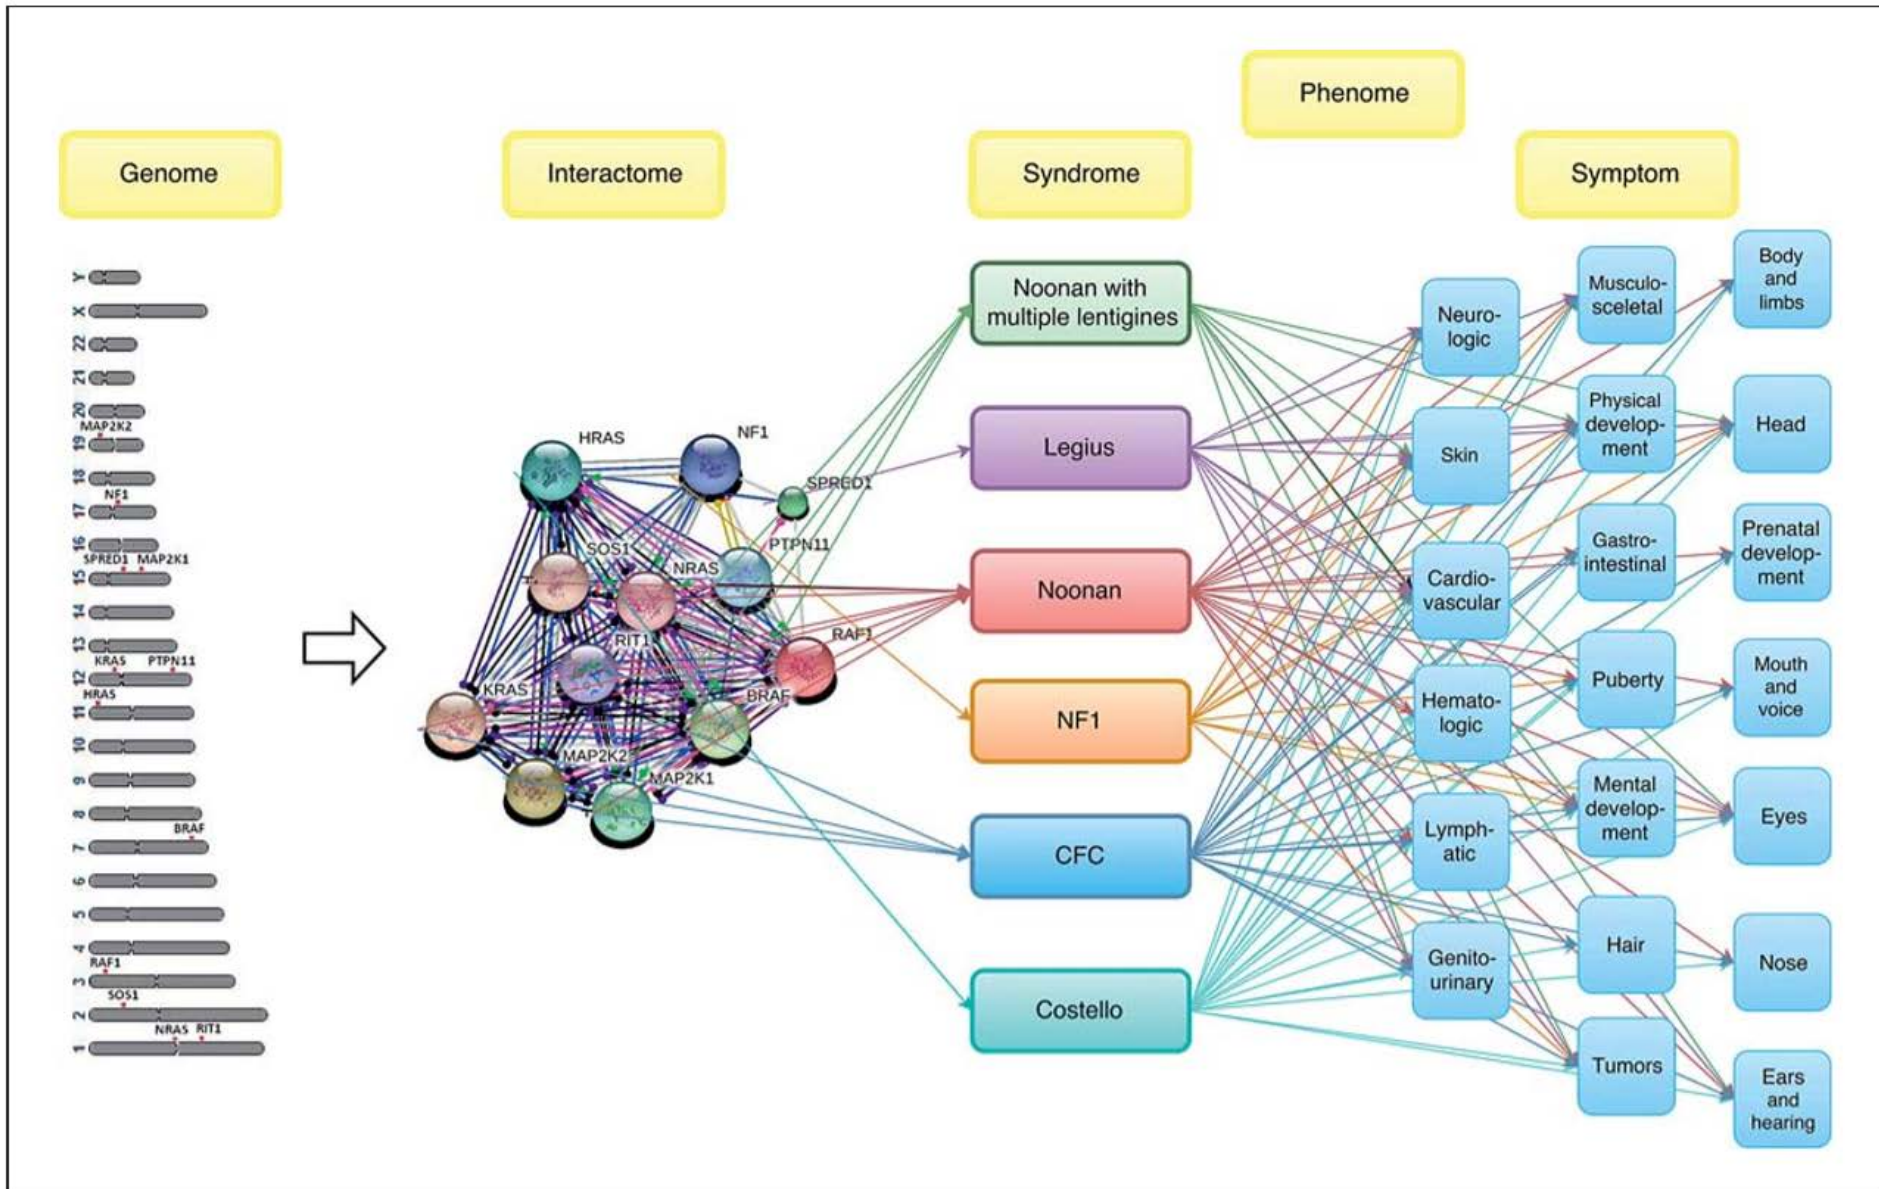 Phenome
Genome
Interactome
Syndrome
Symptom
Y
X
22
21
20
MAP2K2
19
18
NF1
17
16
SPRED1 MAP2K1
15
14
13
KRAS PTPN11
12
HRAS
11
10
9
8
BRAF
7
6
5
4
RAF1
3
SOS1
2
NRAS RIT1
1
HRAS
NF1
SPRED1
SOS1
PTPN11
NRAS
RIT1
RAF1
KRAS
BRAF
MAP2K2
MAP2K1
Noonan with
multiple lentigines
Legius
Noonan
NF1
CFC
Costello
Neuro-
logic
Skin
Cardio-
vascular
Hemato-
logic
Lymph-
atic
Genito-
urinary
Musculo-
sceletal
Physical
develop-
ment
Gastro-
intestinal
Puberty
Mental
develop-
ment
Hair
Tumors
Body
and
limbs
Head
Prenatal
develop-
ment
Mouth
and
voice
Eyes
Nose
Ears
and
hearing